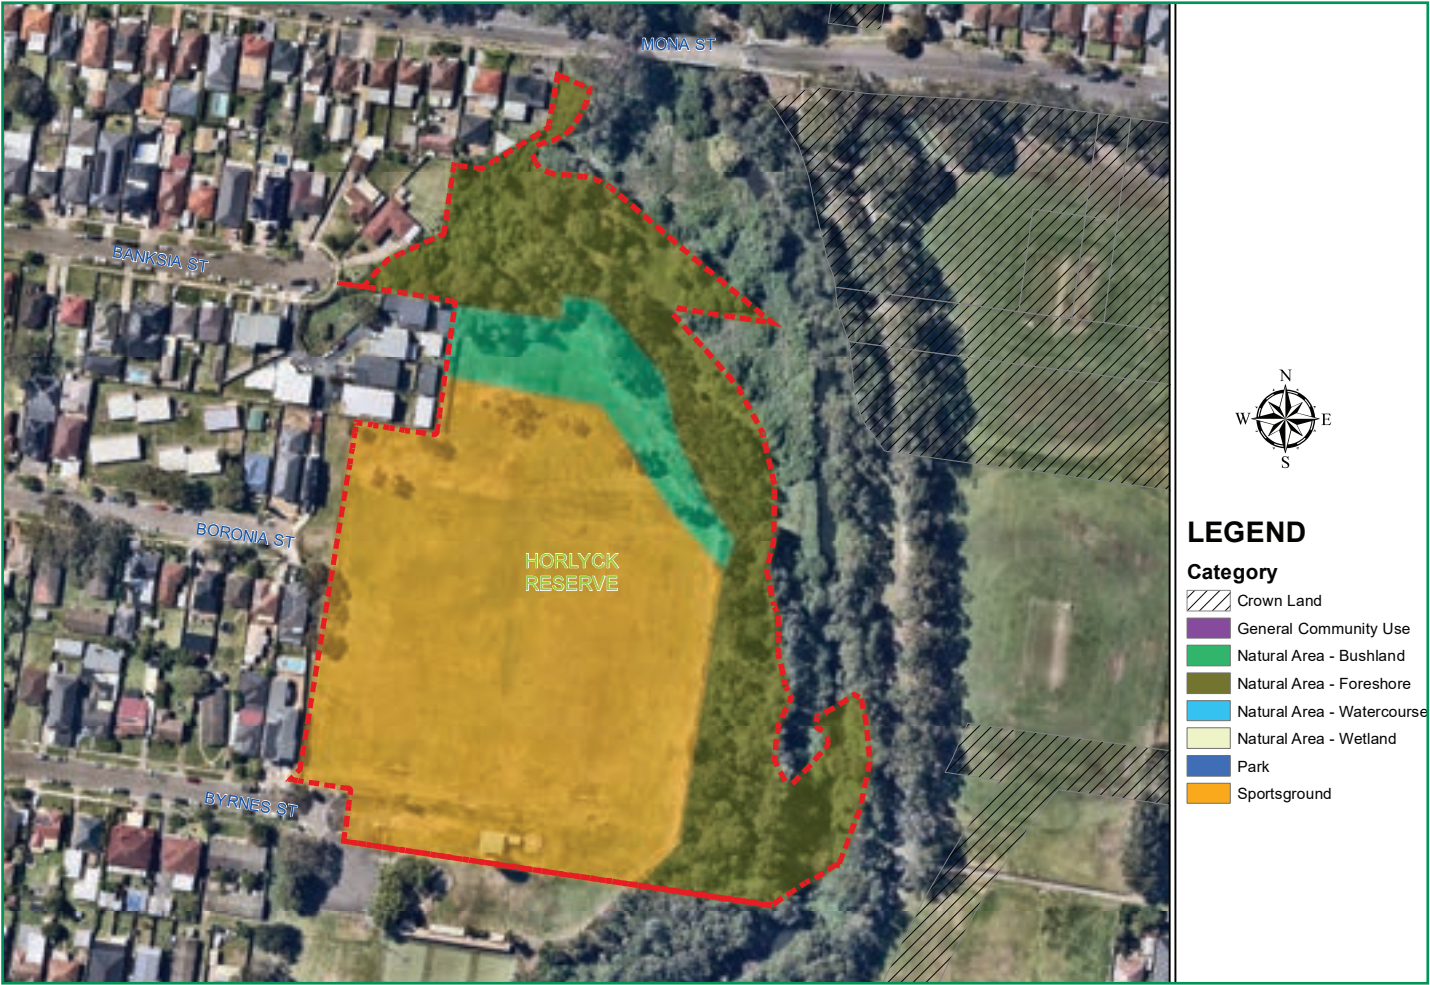 MONA ST
BANKSIA ST
BORONIA ST
HORLYCK
RESERVE
BYRNES ST
N
W
E
S
LEGEND
Category
Crown Land
General Community Use
Natural Area - Bushland
Natural Area - Foreshore
Natural Area - Watercourse
Natural Area - Wetland
Park
Sportsground